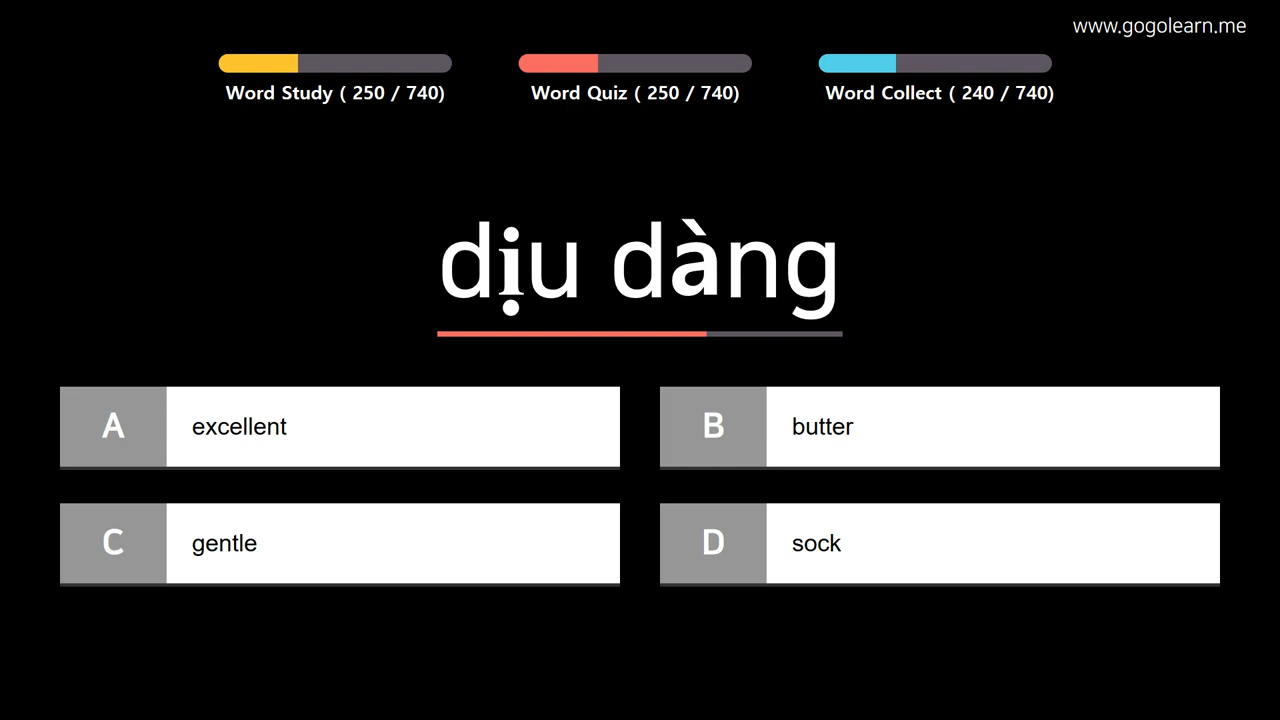 www.gogolearn.me
Word Study ( 250 / 740)
Word Quiz ( 250 / 740)
Word Collect ( 240 / 740)
dịu dàng
A excellent
B butter
C gentle
D sock